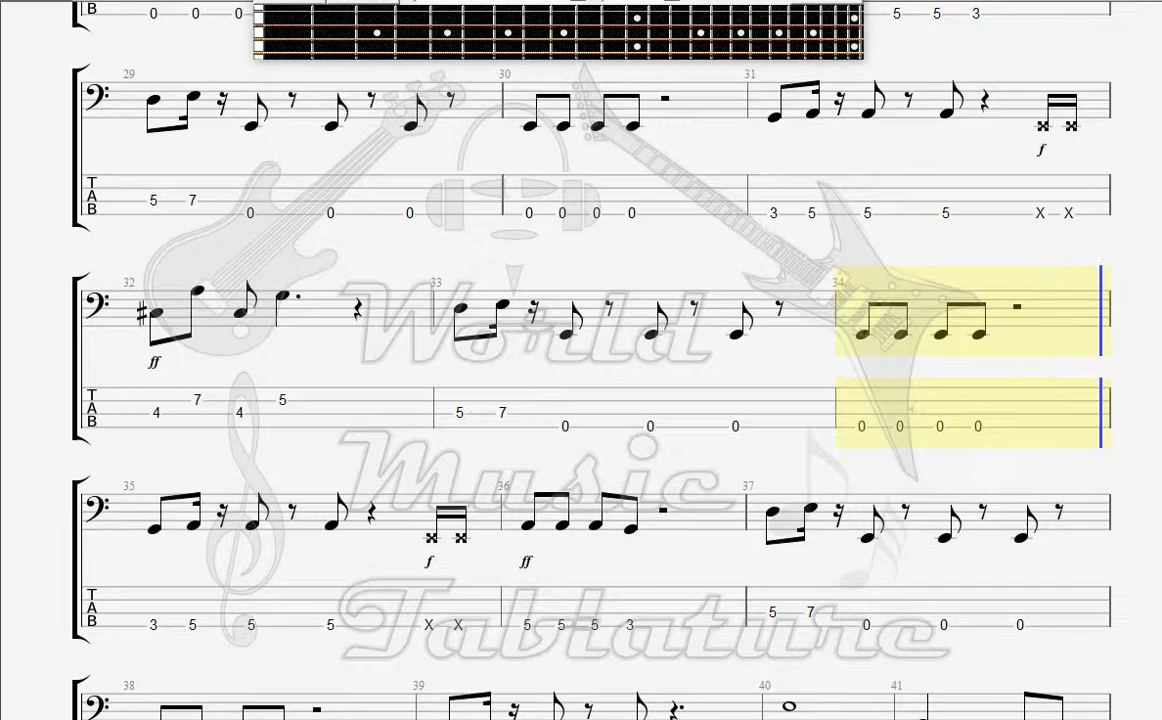 B 0 0 0 5 5 3
29 30 31
f
T
A 5 7
B 0 0 0 0 0 0 0 3 5 5 5 X X
32 33 34
ff
T
A 7 5
4 4 5 7
B 0 0 0 0 0 0 0
World
Music
35 36 37
f ff
T
A 5 7
B 3 5 5 5 X X 5 5 5 3 0 0 0
Tablature
38 39 40 41